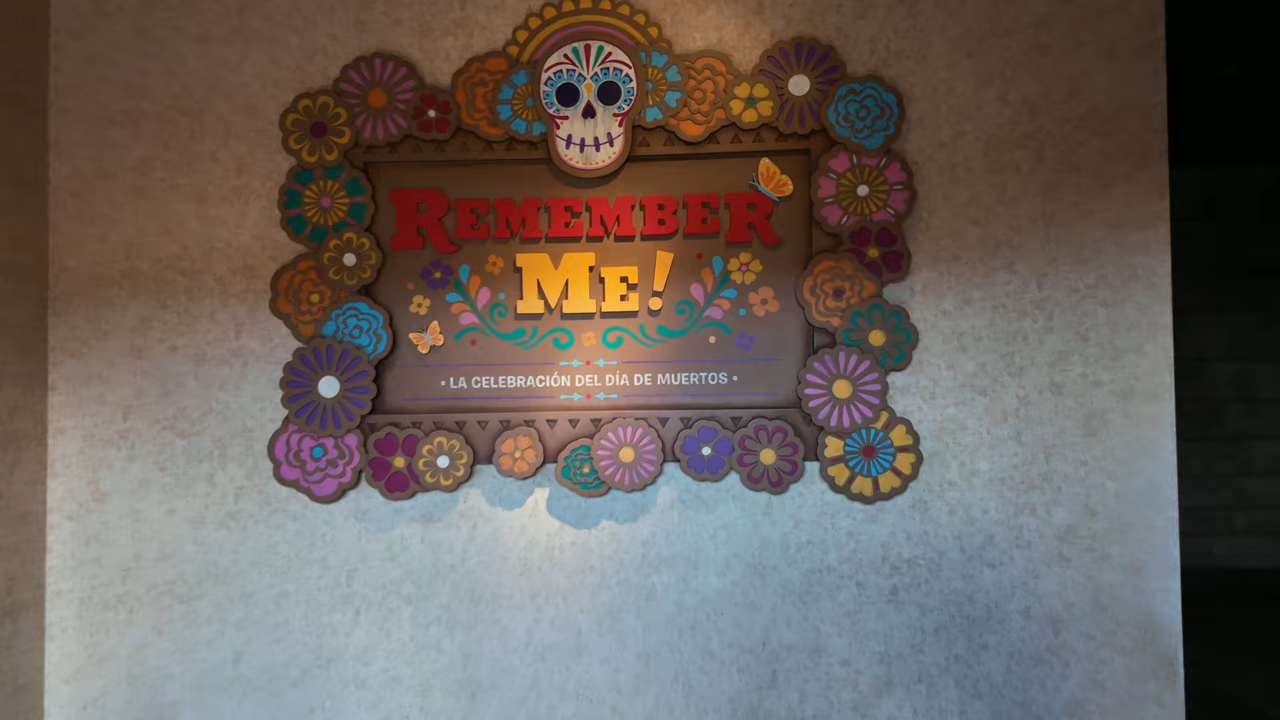 REMEMBER
ME!
• LA CELEBRACIÓN DEL DÍA DE MUERTOS •